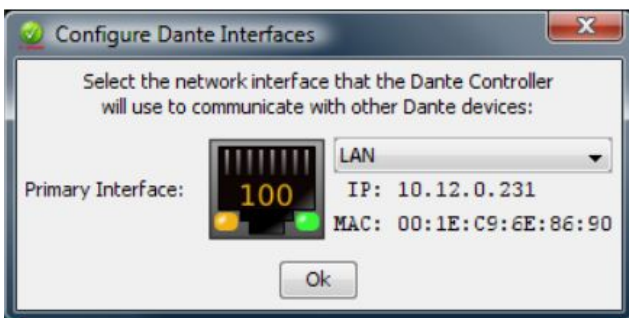 Configure Dante Interfaces
Select the network interface that the Dante Controller
will use to communicate with other Dante devices:
LAN
Primary Interface:
100
IP: 10.12.0.231
MAC: 00:1E:C9:6E:86:90
Ok